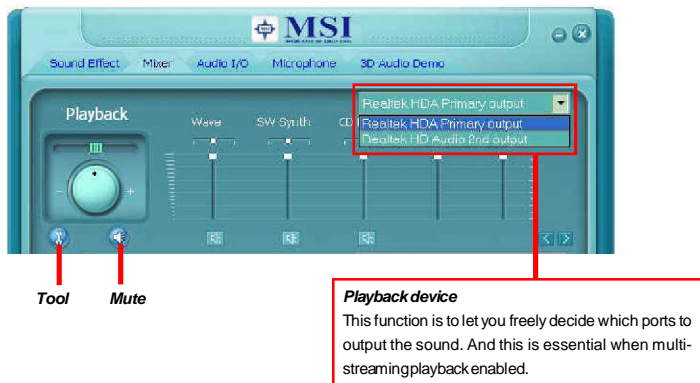 MSI
Sound Effect Mixer Audio I/O Microphone 3D Audio Demo
Playback
Realtek HDA Primary output
Wave SW Synth CD
Realtek HDA Primary output
Realtek HD Audio 2nd output
- +
Tool Mute
Playback device
This function is to let you freely decide which ports to
output the sound. And this is essential when multi-
streaming playback enabled.